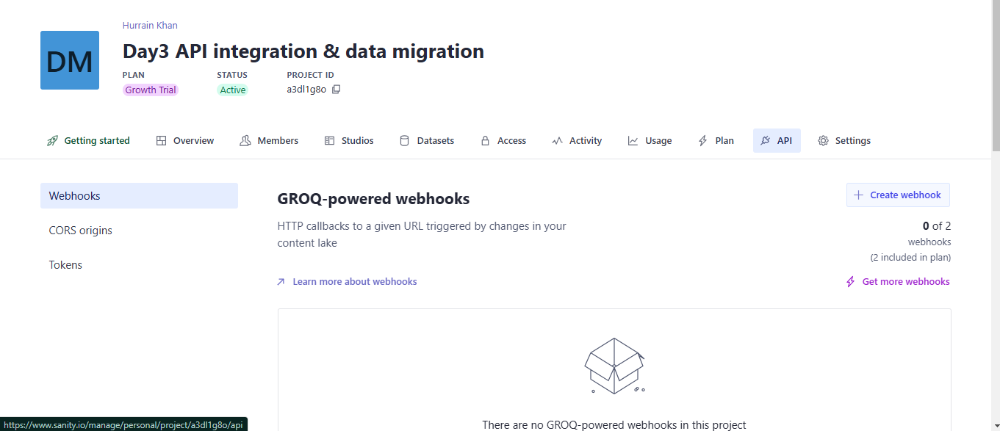 Hurrain Khan
DM
Day3 API integration & data migration
PLAN STATUS PROJECT ID
Growth Trial Active a3dl1g8o
Getting started Overview Members Studios Datasets Access Activity Usage Plan API Settings
Webhooks
CORS origins
Tokens
GROQ-powered webhooks
HTTP callbacks to a given URL triggered by changes in your
content lake
Learn more about webhooks
Create webhook
0 of 2
webhooks
(2 included in plan)
Get more webhooks
There are no GROQ-powered webhooks in this project
https://www.sanity.io/manage/personal/project/a3dl1g8o/api